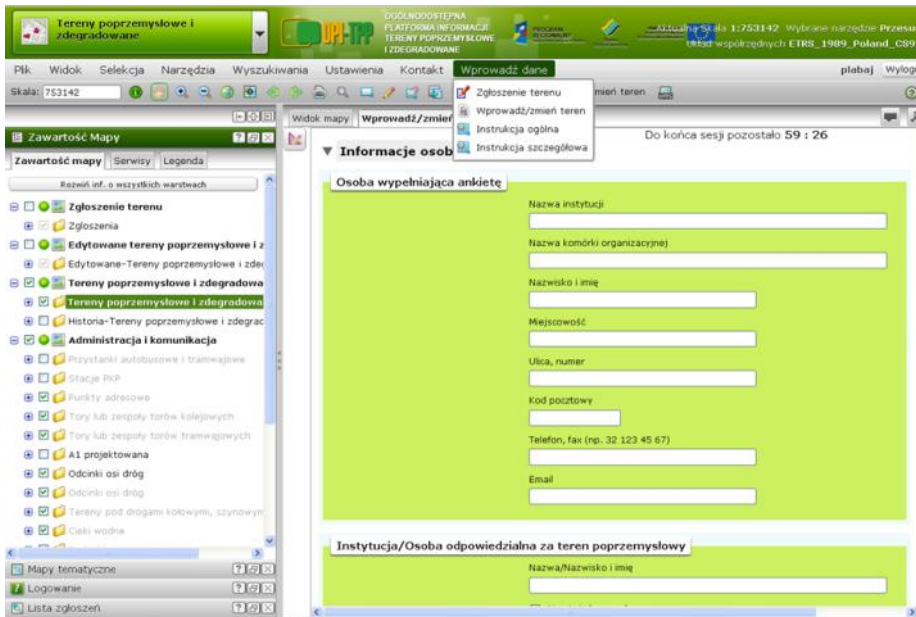 Tereny poprzemysłowe i
zdegradowane
OPI-TPP
OGÓLNODOSTĘPNA
PLATFORMA INFORMACJI
TERENY POPRZEMYSŁOWE
I ZDEGRADOWANE
PROGRAM
REGIONALNY
Aktualna Skala 1:753142 Wybrane narzędzie Przesu
Układ współrzędnych ETRS_1989_Poland_CS9
Plik Widok Selekcja Narzędzia Wyszukiwania Ustawienia Kontakt Wprowadź dane
plabaj Wylog
Skala: 753142
mień teren
Zgłoszenie terenu
Wprowadź/zmień teren
Instrukcja ogólna
Instrukcja szczegółowa
Widok mapy Wprowadź/zmień
Do końca sesji pozostało 59 : 26
Zawartość Mapy
Zawartość mapy Serwisy Legenda
Rozwiń inf. o wszystkich warstwach
Zgłoszenie terenu
Zgłoszenia
Edytowane tereny poprzemysłowe i z
Edytowane-Tereny poprzemysłowe i zde
Tereny poprzemysłowe i zdegradowa
Tereny poprzemysłowe i zdegradowa
Historia-Tereny poprzemysłowe i zdegrad
Administracja i komunikacja
Przystanki autobusowe i tramwajowe
Stacje PKP
Punkty adresowe
Tory lub zespoły torów kolejowych
Tory lub zespoły torów tramwajowych
A1 projektowana
Odcinki osi dróg
Odcinki osi dróg
Tereny pod drogami kołowymi, szynowym
Cieki wodne
Mapy tematyczne
Logowanie
Lista zgłoszeń
Informacje osob
Osoba wypełniająca ankietę
Nazwa instytucji
Nazwa komórki organizacyjnej
Nazwisko i imię
Miejscowość
Ulica, numer
Kod pocztowy
Telefon, fax (np. 32 123 45 67)
Email
Instytucja/Osoba odpowiedzialna za teren poprzemysłowy
Nazwa/Nazwisko i imię